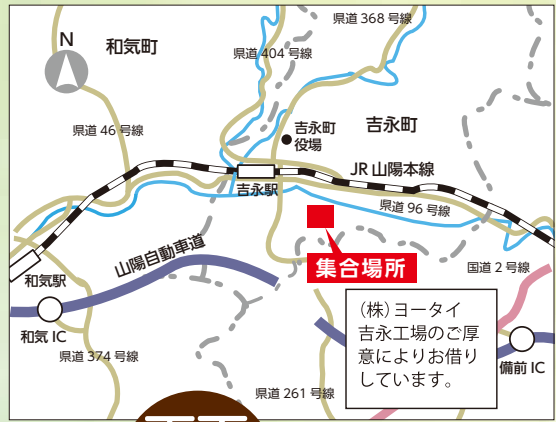 県道368号線
N
和気町
県道404号線
県道46号線
吉永町
役場
吉永町
JR山陽本線
吉永駅
県道96号線
山陽自動車道
集合場所
国道2号線
和気駅
和気IC
(株)ヨータイ
吉永工場のご厚
意によりお借り
しています。
備前IC
県道374号線
県道261号線